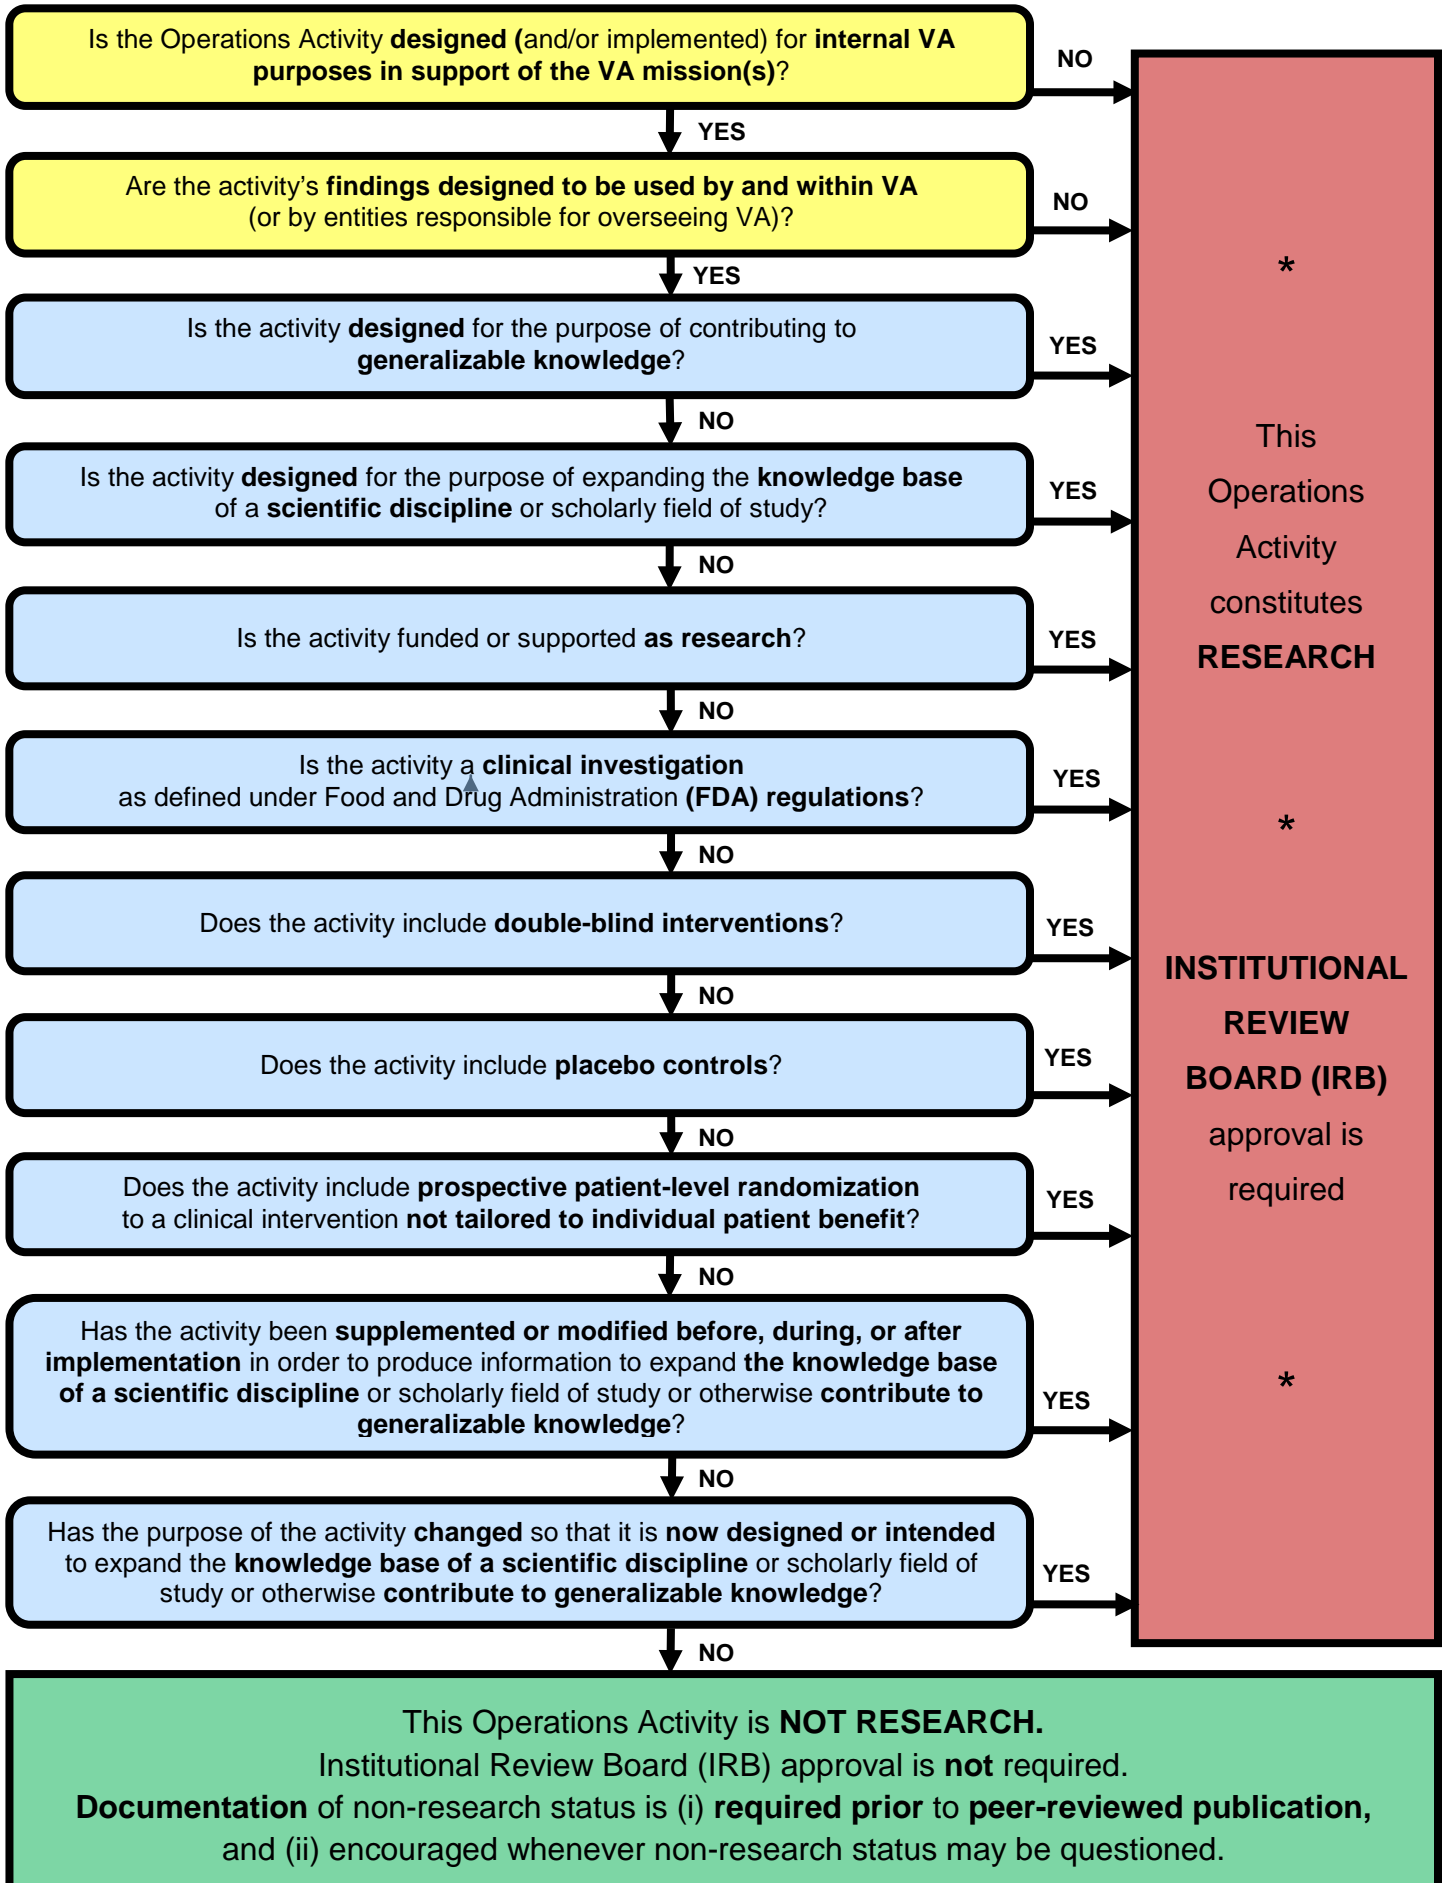 Is the Operations Activity designed (and/or implemented) for internal VA
purposes in support of the VA mission(s)?
NO
YES
Are the activity's findings designed to be used by and within VA
(or by entities responsible for overseeing VA)?
NO
YES
Is the activity designed for the purpose of contributing to
generalizable knowledge?
YES
NO
Is the activity designed for the purpose of expanding the knowledge base
of a scientific discipline or scholarly field of study?
YES
NO
Is the activity funded or supported as research?
YES
NO
Is the activity a clinical investigation
as defined under Food and Drug Administration (FDA) regulations?
YES
NO
Does the activity include double-blind interventions?
YES
NO
Does the activity include placebo controls?
YES
NO
Does the activity include prospective patient-level randomization
to a clinical intervention not tailored to individual patient benefit?
YES
NO
Has the activity been supplemented or modified before, during, or after
implementation in order to produce information to expand the knowledge base
of a scientific discipline or scholarly field of study or otherwise contribute to
generalizable knowledge?
YES
NO
Has the purpose of the activity changed so that it is now designed or intended
to expand the knowledge base of a scientific discipline or scholarly field of
study or otherwise contribute to generalizable knowledge?
YES
NO
*
This
Operations
Activity
constitutes
RESEARCH
*
INSTITUTIONAL
REVIEW
BOARD (IRB)
approval is
required
*
This Operations Activity is NOT RESEARCH.
Institutional Review Board (IRB) approval is not required.
Documentation of non-research status is (i) required prior to peer-reviewed publication,
and (ii) encouraged whenever non-research status may be questioned.